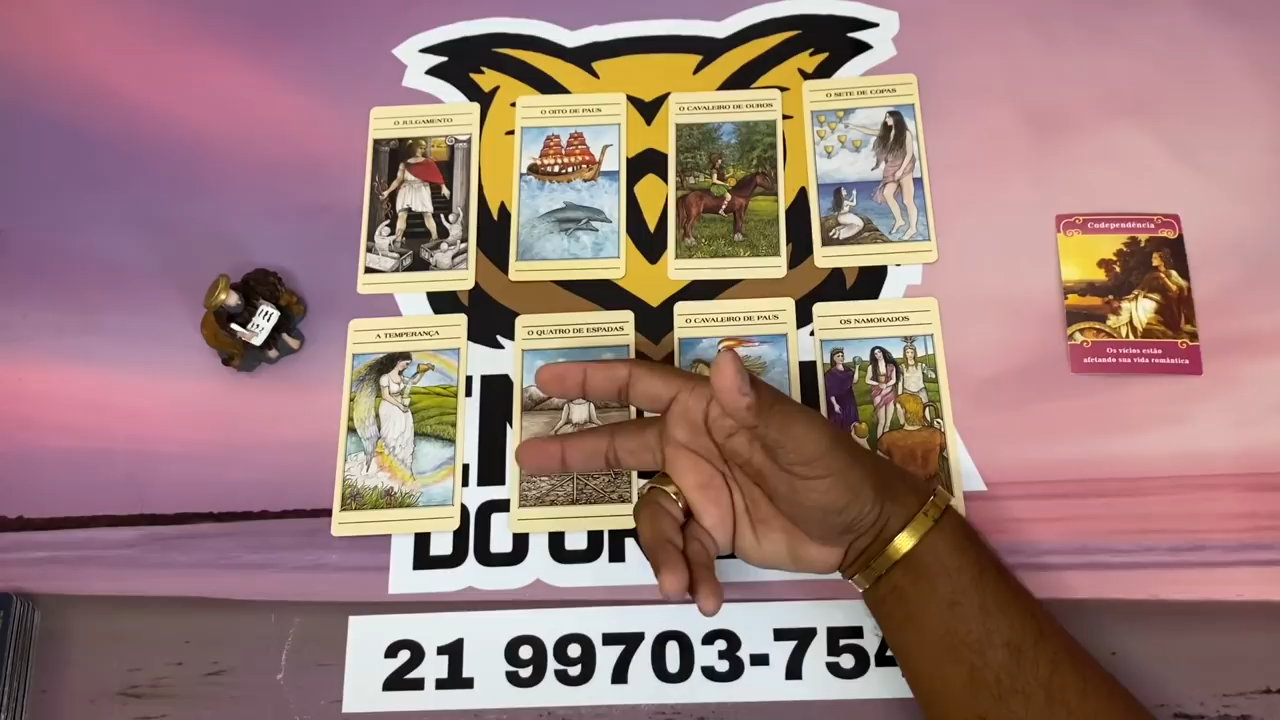 O JULGAMENTO
O OITO DE PAUS
O CAVALEIRO DE OUROS
O SETE DE COPAS
Codependência
Os vícios estão
afetando sua vida romântica
A TEMPERANÇA
O QUATRO DE ESPADAS
O CAVALEIRO DE PAUS
OS NAMORADOS
DO
21 99703-754